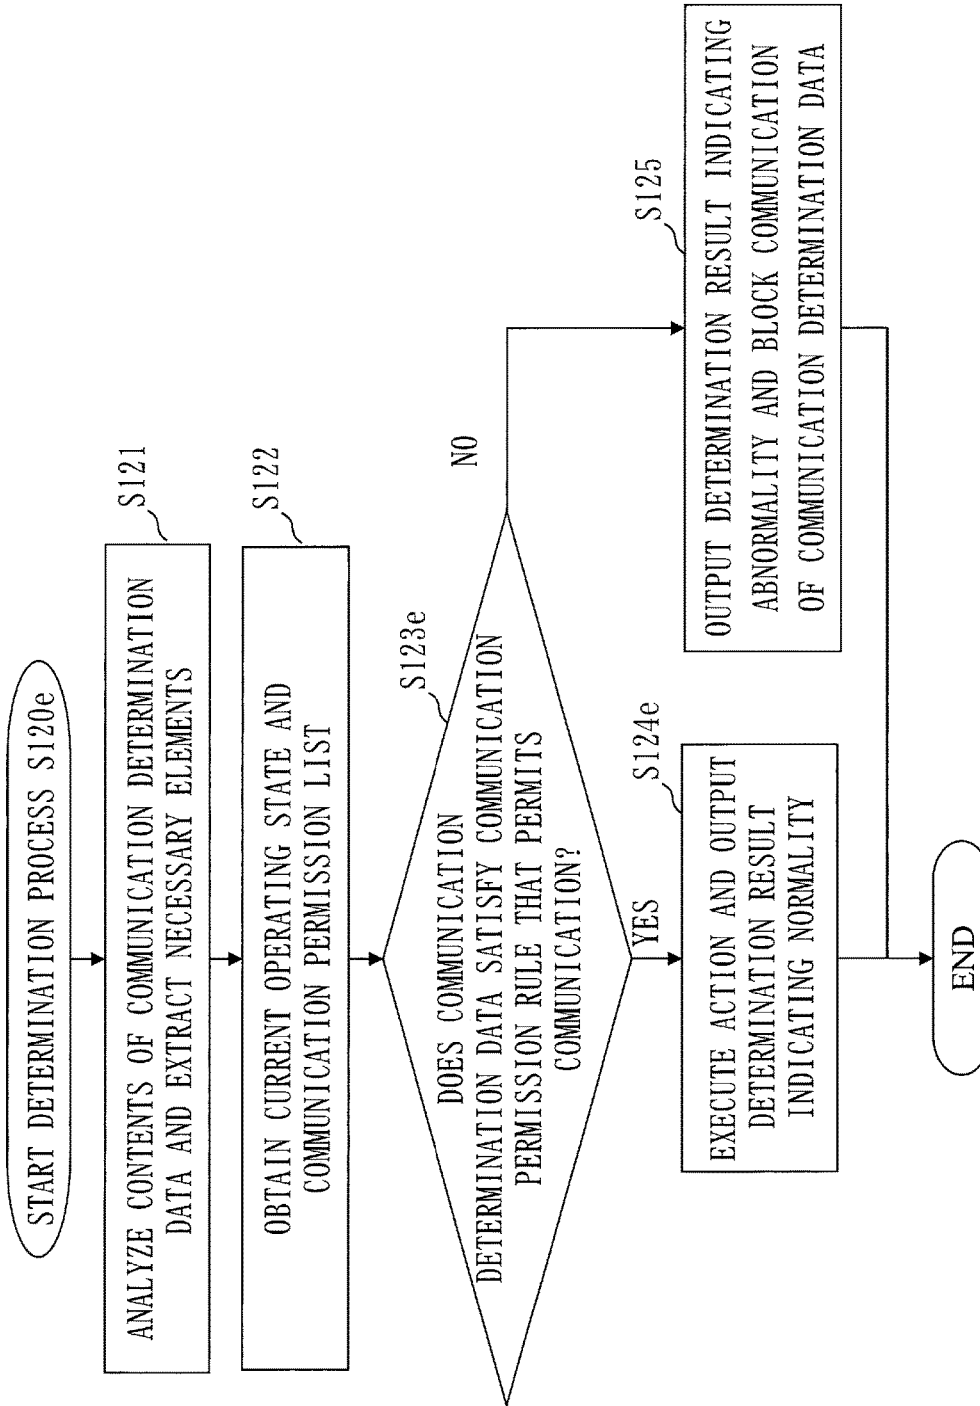 START DETERMINATION PROCESS S120e
S121
ANALYZE CONTENTS OF COMMUNICATION DETERMINATION
DATA AND EXTRACT NECESSARY ELEMENTS
S122
OBTAIN CURRENT OPERATING STATE AND
COMMUNICATION PERMISSION LIST
S123e
DOES COMMUNICATION
DETERMINATION DATA SATISFY COMMUNICATION
PERMISSION RULE THAT PERMITS
COMMUNICATION?
NO
YES
S124e
EXECUTE ACTION AND OUTPUT
DETERMINATION RESULT
INDICATING NORMALITY
S125
OUTPUT DETERMINATION RESULT INDICATING
ABNORMALITY AND BLOCK COMMUNICATION
OF COMMUNICATION DETERMINATION DATA
END